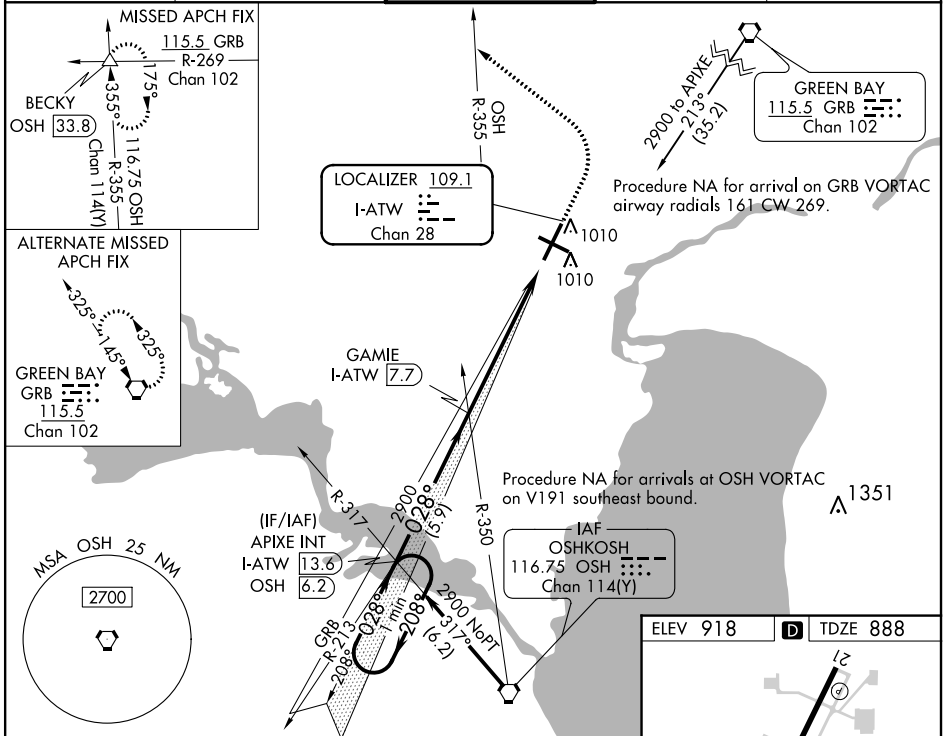 MISSED APCH FIX
115.5 GRB
R-269
Chan 102
175°
355°
BECKY
OSH 33.8
116.75 OSH
R-355
Chan 114(Y)
ALTERNATE MISSED
APCH FIX
325°
145°
325°
GREEN BAY
GRB
115.5
Chan 102
OSH
R-355
LOCALIZER 109.1
I-ATW
Chan 28
1010
1010
2900 to APIXE
213°
(35.2)
GREEN BAY
115.5 GRB
Chan 102
Procedure NA for arrival on GRB VORTAC
airway radials 161 CW 269.
GAMIE
I-ATW 7.7
Procedure NA for arrivals at OSH VORTAC
on V191 southeast bound.
1351
R-317
2900
028°
(5.9)
R-350
(IF/IAF)
APIXE INT
I-ATW 13.6
OSH 6.2
IAF
OSHKOSH
116.75 OSH
Chan 114(Y)
2900 NoPT
317°
(6.2)
GRB
R-213
208°
028°
1 min
208°
MSA OSH 25 NM
2700
ELEV 918
D
TDZE 888
21
P